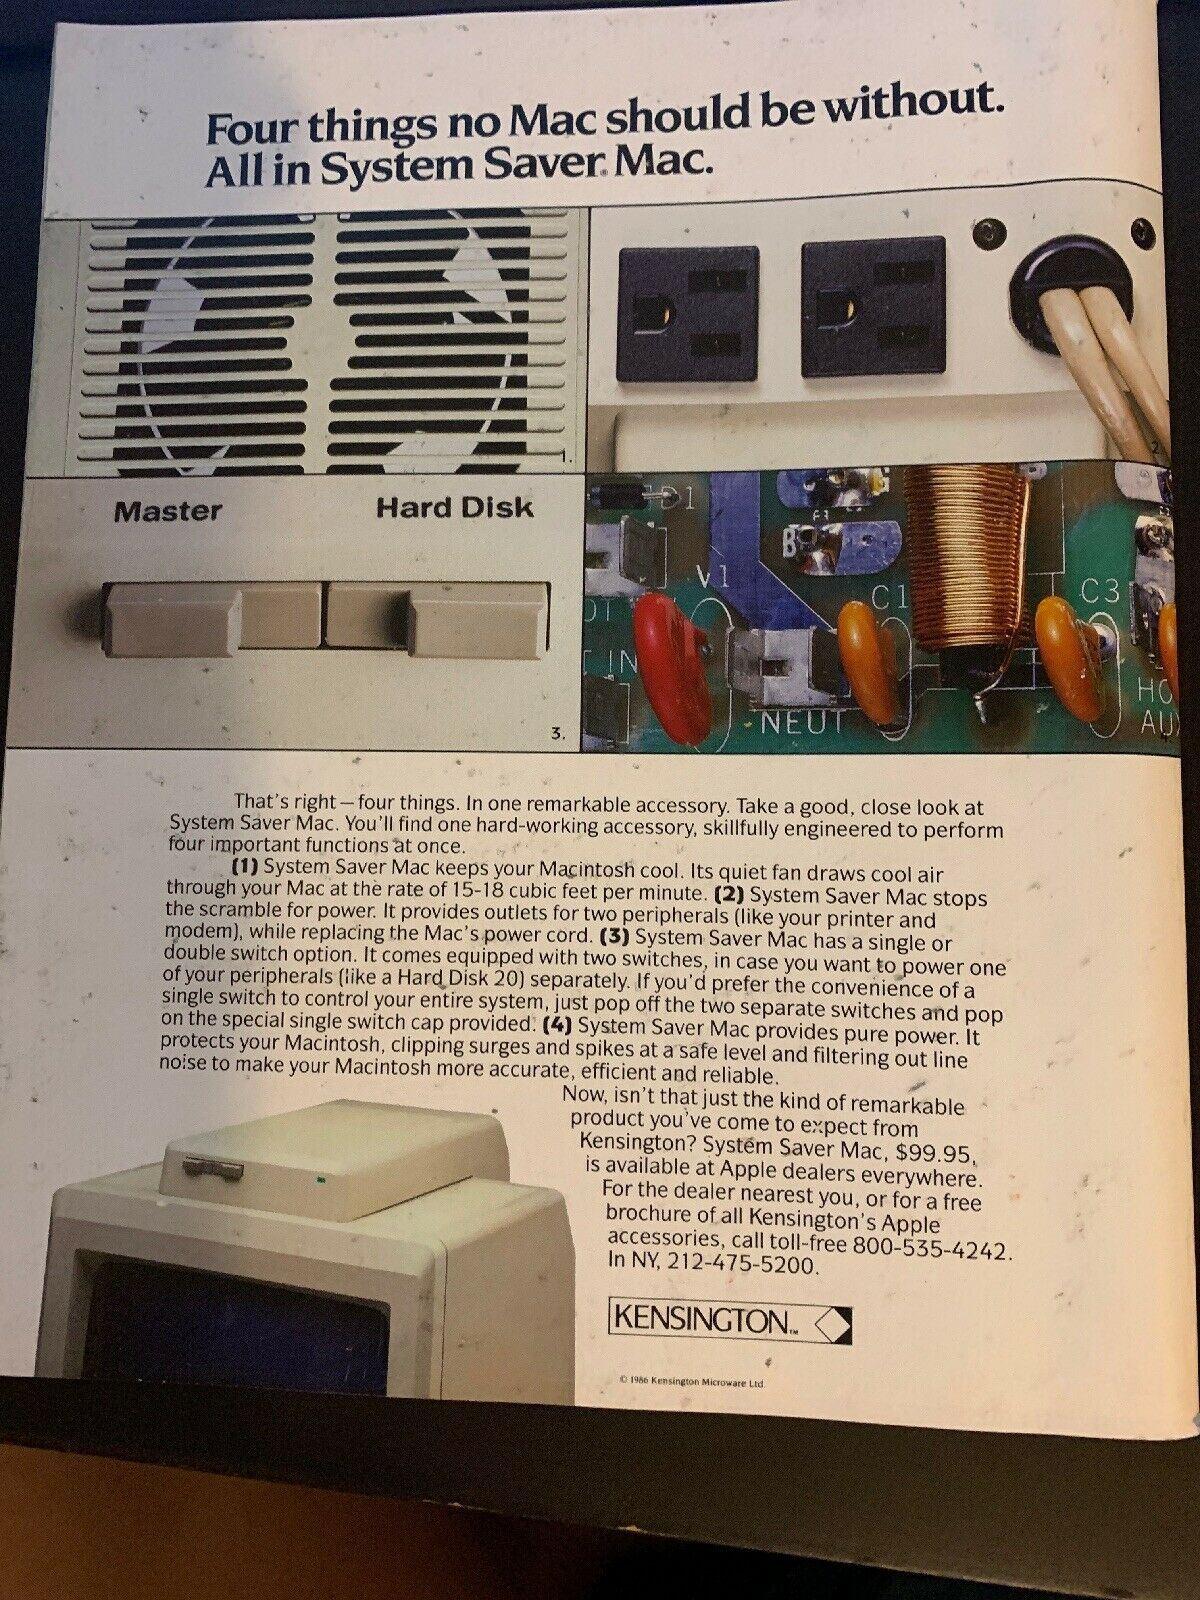 Four things no Mac should be without.
All in System Saver® Mac.
1.
2.
Master
Hard Disk
3.
D1
B
V1
C1
C3
IN
NEUT
HO
AU
4.
That's right—four things. In one remarkable accessory. Take a good, close look at
System Saver Mac. You'll find one hard-working accessory, skillfully engineered to perform
four important functions at once.
(1) System Saver Mac keeps your Macintosh cool. Its quiet fan draws cool air
through your Mac at the rate of 15-18 cubic feet per minute. (2) System Saver Mac stops
the scramble for power. It provides outlets for two peripherals (like your printer and
modem), while replacing the Mac's power cord. (3) System Saver Mac has a single or
double switch option. It comes equipped with two switches, in case you want to power one
of your peripherals (like a Hard Disk 20) separately. If you'd prefer the convenience of a
single switch to control your entire system, just pop off the two separate switches and pop
on the special single switch cap provided. (4) System Saver Mac provides pure power. It
protects your Macintosh, clipping surges and spikes at a safe level and filtering out line
noise to make your Macintosh more accurate, efficient and reliable.
Now, isn't that just the kind of remarkable
product you've come to expect from
Kensington? System Saver Mac, $99.95,
is available at Apple dealers everywhere.
For the dealer nearest you, or for a free
brochure of all Kensington's Apple
accessories, call toll-free 800-535-4242.
In NY, 212-475-5200.
KENSINGTON™
© 1986 Kensington Microware Ltd.